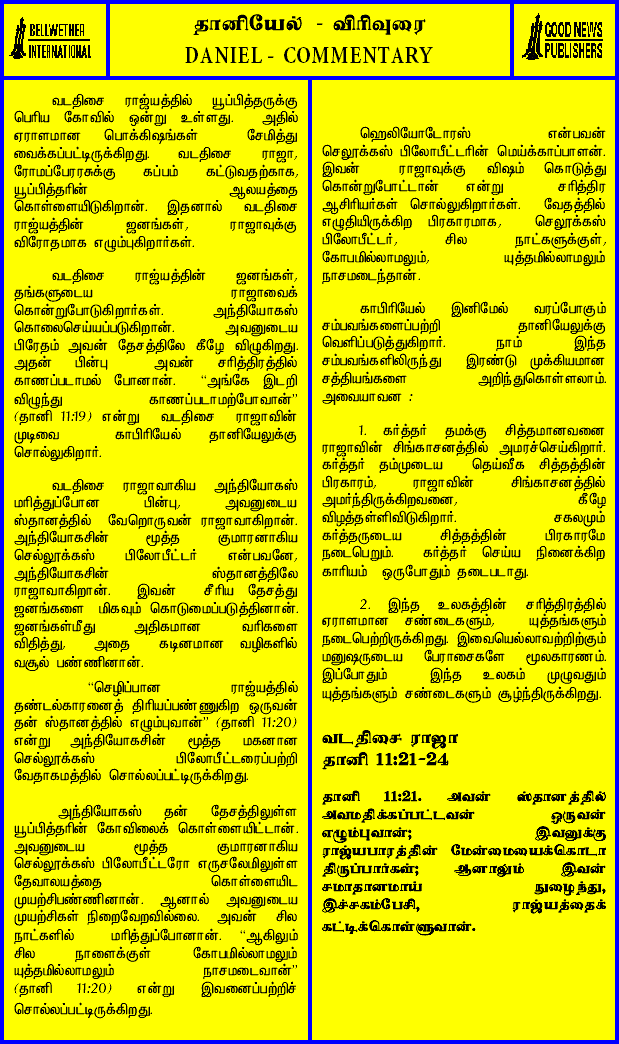 BELLWETHER
INTERNATIONAL
தானியேல் - விரிவுரை
DANIEL - COMMENTARY
GOOD NEWS
PUBLISHERS
வடதிசை ராஜ்யத்தில் யூப்பித்தருக்கு
பெரிய கோவில் ஒன்று உள்ளது. அதில்
ஏராளமான பொக்கிஷங்கள் சேமித்து
வைக்கப்பட்டிருக்கிறது. வடதிசை ராஜா,
ரோமப்பேரரசுக்கு கப்பம் கட்டுவதற்காக,
யூப்பித்தரின் ஆலயத்தை
கொள்ளையிடுகிறான். இதனால் வடதிசை
ராஜ்யத்தின் ஜனங்கள், ராஜாவுக்கு
விரோதமாக எழும்புகிறார்கள்.
வடதிசை ராஜ்யத்தின் ஜனங்கள்,
தங்களுடைய ராஜாவைக்
கொன்றுபோடுகிறார்கள். அந்தியோகஸ்
கொலைசெய்யப்படுகிறான். அவனுடைய
பிரேதம் அவன் தேசத்திலே கீழே விழுகிறது.
அதன் பின்பு அவன் சரித்திரத்தில்
காணப்படாமல் போனான். “அங்கே இடறி
விழுந்து காணப்படாமற்போவான்”
(தானி 11:19) என்று வடதிசை ராஜாவின்
முடிவை காபிரியேல் தானியேலுக்கு
சொல்லுகிறார்.
வடதிசை ராஜாவாகிய அந்தியோகஸ்
மரித்துப்போன பின்பு, அவனுடைய
ஸ்தானத்தில் வேறொருவன் ராஜாவாகிறான்.
அந்தியோகசின் மூத்த குமாரனாகிய
செல்லூக்கஸ் பிலோபீட்டர் என்பவனே,
அந்தியோகசின் ஸ்தானத்திலே
ராஜாவாகிறான். இவன் சீரிய தேசத்து
ஜனங்களை மிகவும் கொடுமைப்படுத்தினான்.
ஜனங்கள்மீது அதிகமான வரிகளை
விதித்து, அதை கடினமான வழிகளில்
வசூல் பண்ணினான்.
“செழிப்பான ராஜ்யத்தில்
தண்டல்காரனைத் திரியப்பண்ணுகிற ஒருவன்
தன் ஸ்தானத்தில் எழும்புவான்” (தானி 11:20)
என்று அந்தியோகசின் மூத்த மகனான
செல்லூக்கஸ் பிலோபீட்டரைப்பற்றி
வேதாகமத்தில் சொல்லப்பட்டிருக்கிறது.
அந்தியோகஸ் தன் தேசத்திலுள்ள
யூப்பித்தரின் கோவிலைக் கொள்ளையிட்டான்.
அவனுடைய மூத்த குமாரனாகிய
செல்லூக்கஸ் பிலோபீட்டரோ எருசலேமிலுள்ள
தேவாலயத்தை கொள்ளையிட
முயற்சிபண்ணினான். ஆனால் அவனுடைய
முயற்சிகள் நிறைவேறவில்லை. அவன் சில
நாட்களில் மரித்துப்போனான். “ஆகிலும்
சில நாளைக்குள் கோபமில்லாமலும்
யுத்தமில்லாமலும் நாசமடைவான்”
(தானி 11:20) என்று இவனைப்பற்றிச்
சொல்லப்பட்டிருக்கிறது.
ஹெலியோடோரஸ் என்பவன்
செலூக்கஸ் பிலோபீட்டரின் மெய்க்காப்பாளன்.
இவன் ராஜாவுக்கு விஷம் கொடுத்து
கொன்றுபோட்டான் என்று சரித்திர
ஆசிரியர்கள் சொல்லுகிறார்கள். வேதத்தில்
எழுதியிருக்கிற பிரகாரமாக, செலூக்கஸ்
பிலோபீட்டர், சில நாட்களுக்குள்,
கோபமில்லாமலும், யுத்தமில்லாமலும்
நாசமடைந்தான்.
காபிரியேல் இனிமேல் வரப்போகும்
சம்பவங்களைப்பற்றி தானியேலுக்கு
வெளிப்படுத்துகிறார். நாம் இந்த
சம்பவங்களிலிருந்து இரண்டு முக்கியமான
சத்தியங்களை அறிந்துகொள்ளலாம்.
அவையாவன :
1. கர்த்தர் தமக்கு சித்தமானவனை
ராஜாவின் சிங்காசனத்தில் அமரச்செய்கிறார்.
கர்த்தர் தம்முடைய தெய்வீக சித்தத்தின்
பிரகாரம், ராஜாவின் சிங்காசனத்தில்
அமர்ந்திருக்கிறவனை, கீழே
விழத்தள்ளிவிடுகிறார். சகலமும்
கர்த்தருடைய சித்தத்தின் பிரகாரமே
நடைபெறும். கர்த்தர் செய்ய நினைக்கிற
காரியம் ஒருபோதும் தடைபடாது.
2. இந்த உலகத்தின் சரித்திரத்தில்
ஏராளமான சண்டைகளும், யுத்தங்களும்
நடைபெற்றிருக்கிறது. இவையெல்லாவற்றிற்கும்
மனுஷருடைய பேராசைகளே மூலகாரணம்.
இப்போதும் இந்த உலகம் முழுவதும்
யுத்தங்களும் சண்டைகளும் சூழ்ந்திருக்கிறது.
வடதிசை ராஜா
தானி 11:21-24
தானி 11:21. அவன் ஸ்தானத்தில்
அவமதிக்கப்பட்டவன் ஒருவன்
எழும்புவான்; இவனுக்கு
ராஜ்யபாரத்தின் மேன்மையைக்கொடா
திருப்பார்கள்; ஆனாலும் இவன்
சமாதானமாய் நுழைந்து,
இச்சகம்பேசி, ராஜ்யத்தைக்
கட்டிக்கொள்ளுவான்.